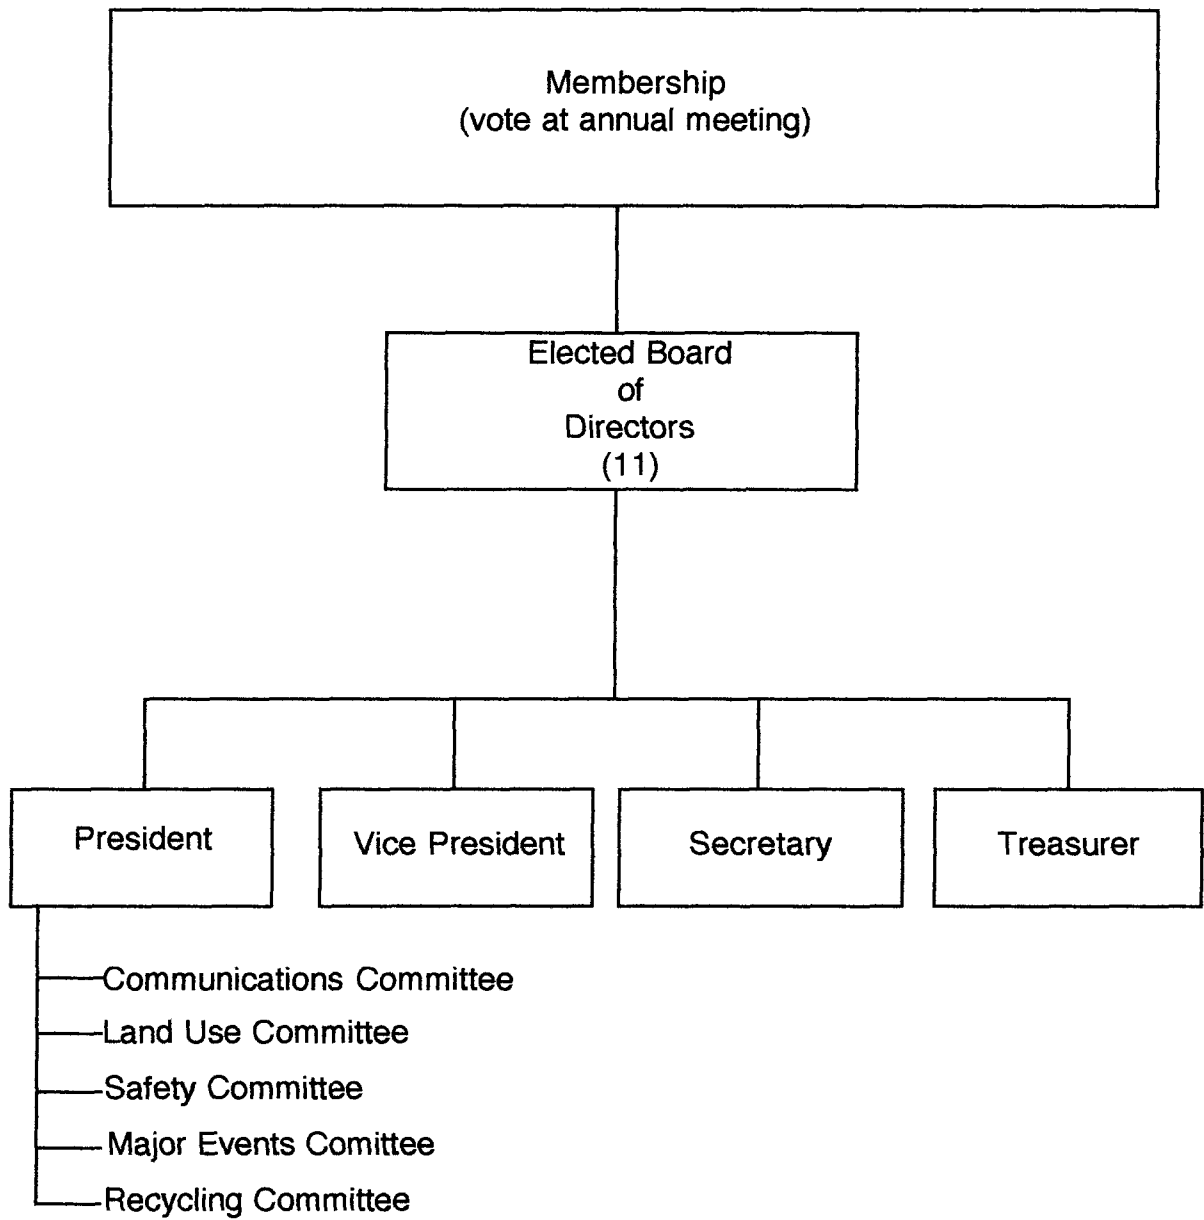 Membership
(vote at annual meeting)
Elected Board
of
Directors
(11)
President
Vice President
Secretary
Treasurer
Communications Committee
Land Use Committee
Safety Committee
Major Events Comittee
Recycling Committee